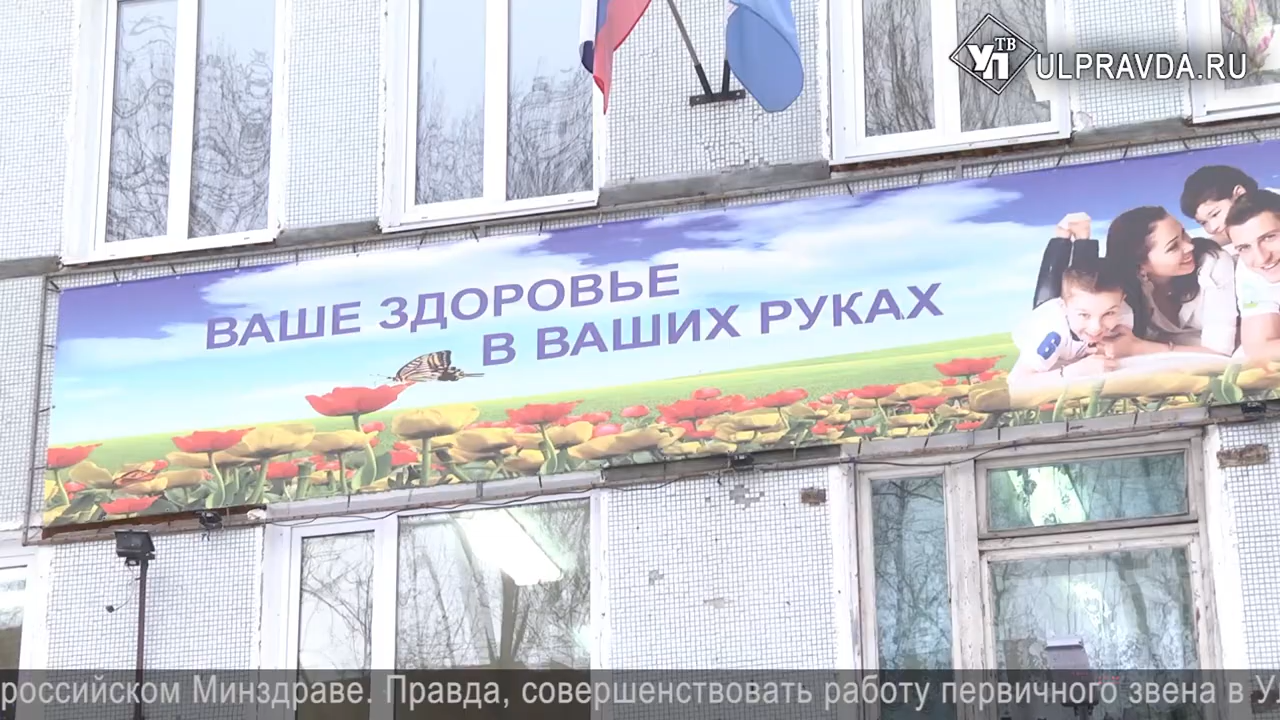 УП ТВ ULPRAVDA.RU
ВАШЕ ЗДОРОВЬЕ
В ВАШИХ РУКАХ
российском Минздраве. Правда, совершенствовать работу первичного звена в У